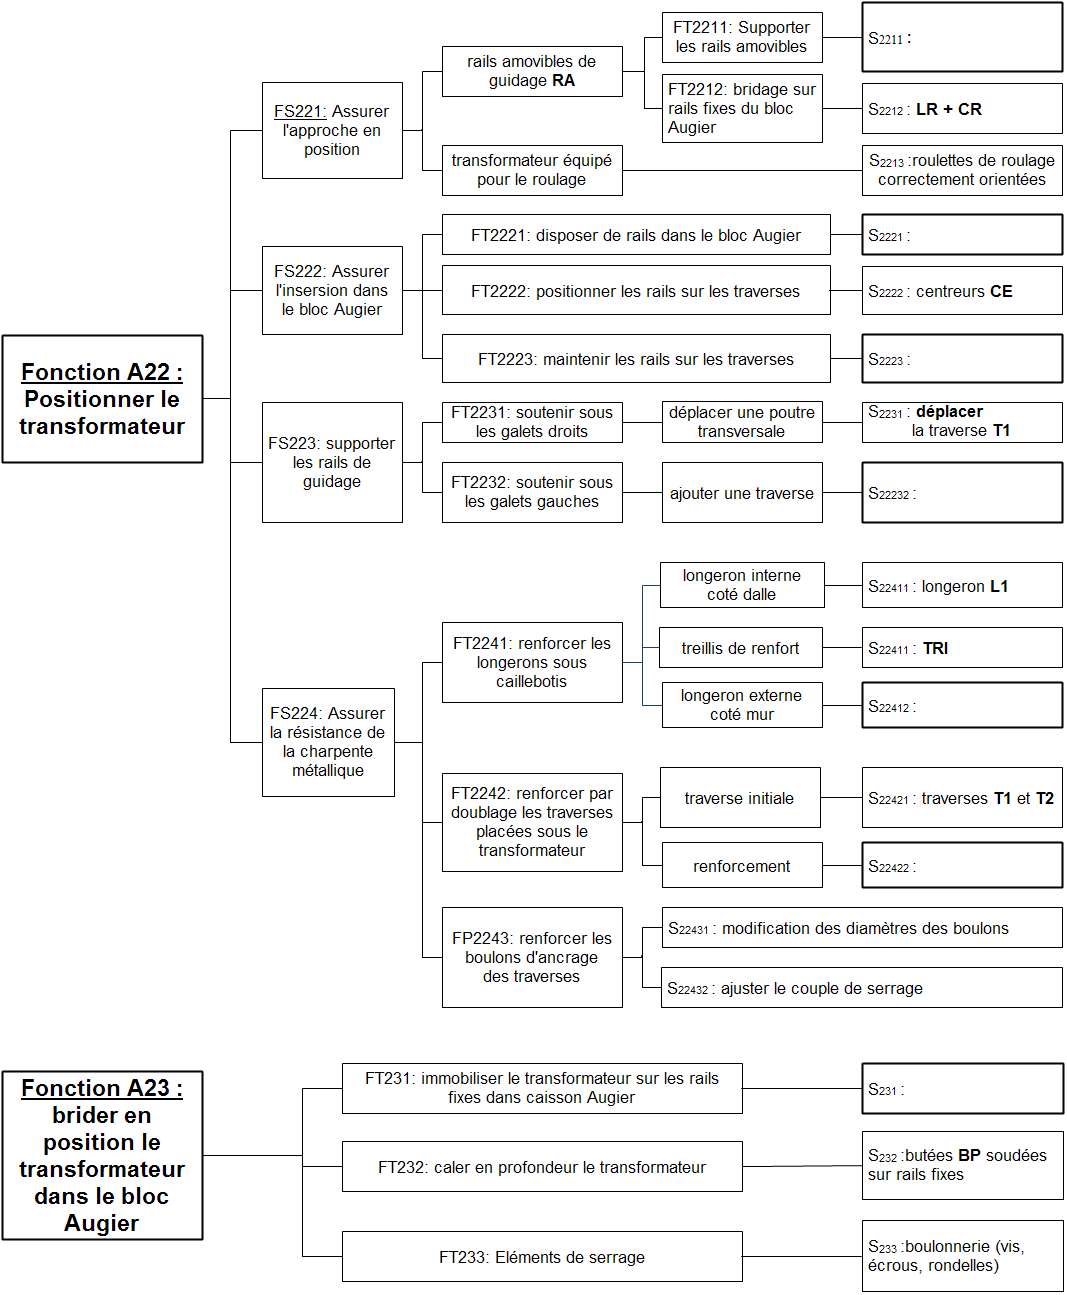 Fonction A22 :
Positionner le
transformateur
FS221: Assurer
l'approche en
position
rails amovibles de
guidage RA
FT2211: Supporter
les rails amovibles
S2211 :
FT2212: bridage sur
rails fixes du bloc
Augier
S2212 : LR + CR
transformateur équipé
pour le roulage
S2213 :roulettes de roulage
correctement orientées
FS222: Assurer
l'insertion dans
le bloc Augier
FT2221: disposer de rails dans le bloc Augier
S2221 :
FT2222: positionner les rails sur les traverses
S2222 : centreurs CE
FT2223: maintenir les rails sur les traverses
S2223 :
FS223: supporter
les rails de
guidage
FT2231: soutenir sous
les galets droits
déplacer une poutre
transversale
S2231 : déplacer
la traverse T1
FT2232: soutenir sous
les galets gauches
ajouter une traverse
S22232 :
FS224: Assurer
la résistance de
la charpente
métallique
FT2241: renforcer les
longerons sous
caillebotis
longeron interne
coté dalle
S22411 : longeron L1
treillis de renfort
S22411 : TRI
longeron externe
coté mur
S22412 :
FT2242: renforcer par
doublage les traverses
placées sous le
transformateur
traverse initiale
S22421 : traverses T1 et T2
renforcement
S22422 :
FP2243: renforcer les
boulons d'ancrage
des traverses
S22431 : modification des diamètres des boulons
S22432 : ajuster le couple de serrage
Fonction A23 :
brider en
position le
transformateur
dans le bloc
Augier
FT231: immobiliser le transformateur sur les rails
fixes dans caisson Augier
S231 :
FT232: caler en profondeur le transformateur
S232 :butées BP soudées
sur rails fixes
FT233: Eléments de serrage
S233 :boulonnerie (vis,
écrous, rondelles)